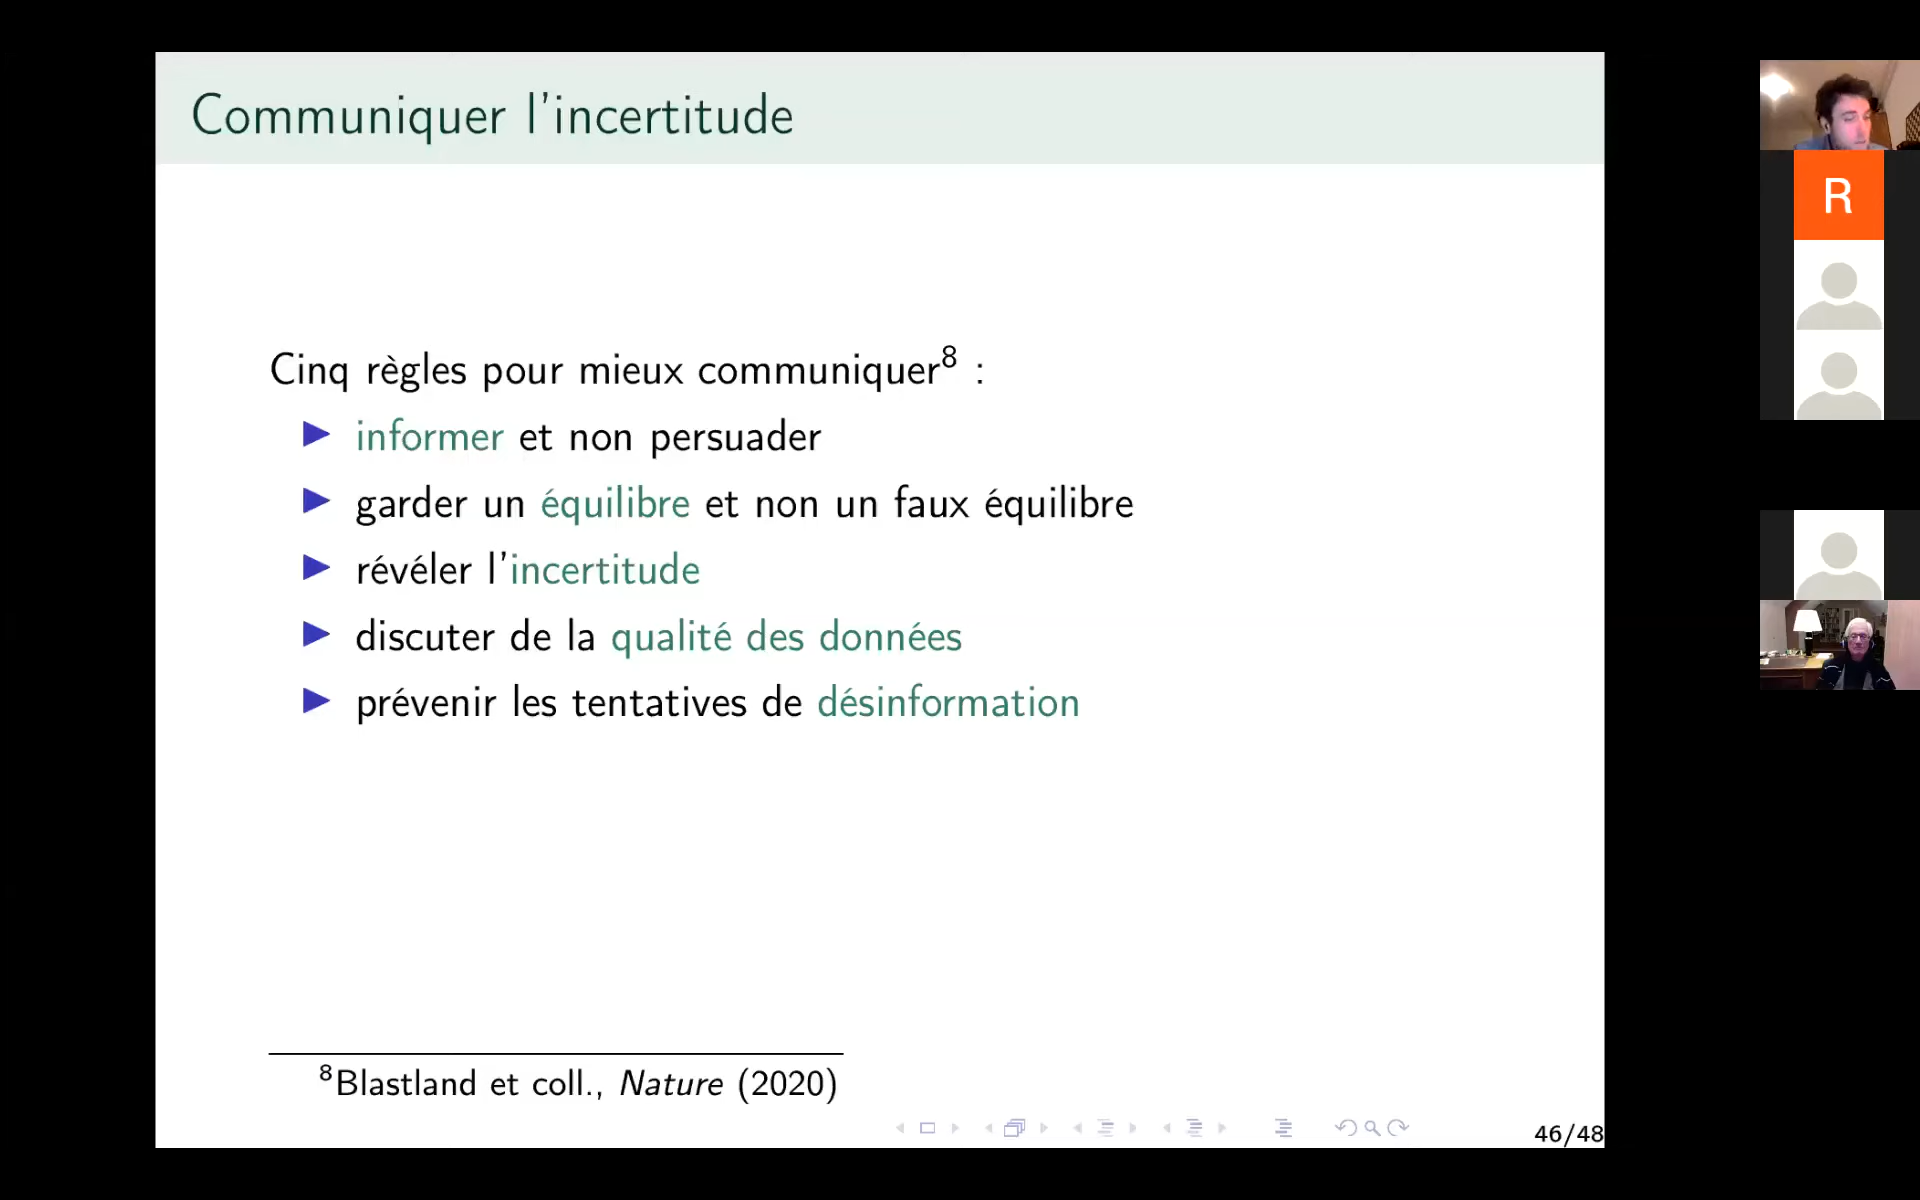 Communiquer l'incertitude
Cinq règles pour mieux communiquer⁸ :
informer et non persuader
garder un équilibre et non un faux équilibre
révéler l'incertitude
discuter de la qualité des données
prévenir les tentatives de désinformation
⁸Blastland et coll., Nature (2020)
46/48
R